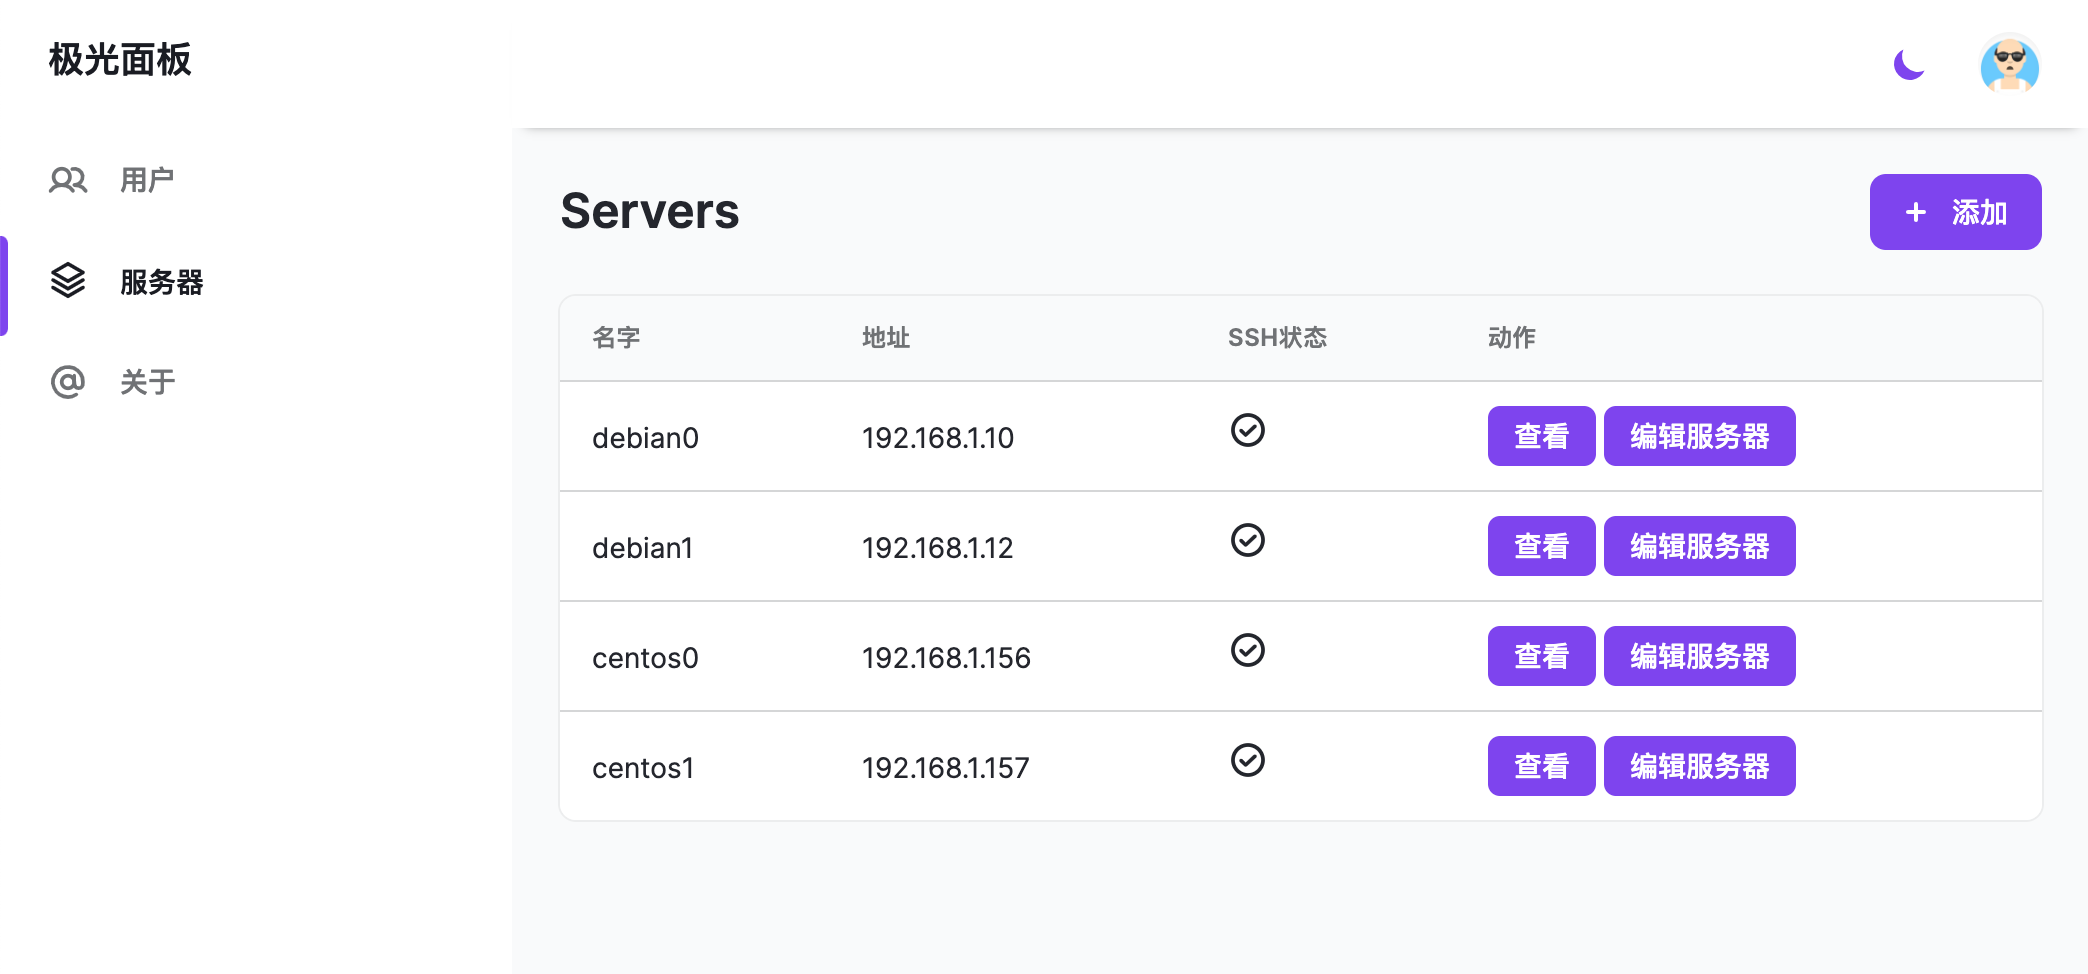 极光面板
用户
服务器
关于
Servers
添加
名字 地址 SSH状态 动作
debian0 192.168.1.10 查看 编辑服务器
debian1 192.168.1.12 查看 编辑服务器
centos0 192.168.1.156 查看 编辑服务器
centos1 192.168.1.157 查看 编辑服务器